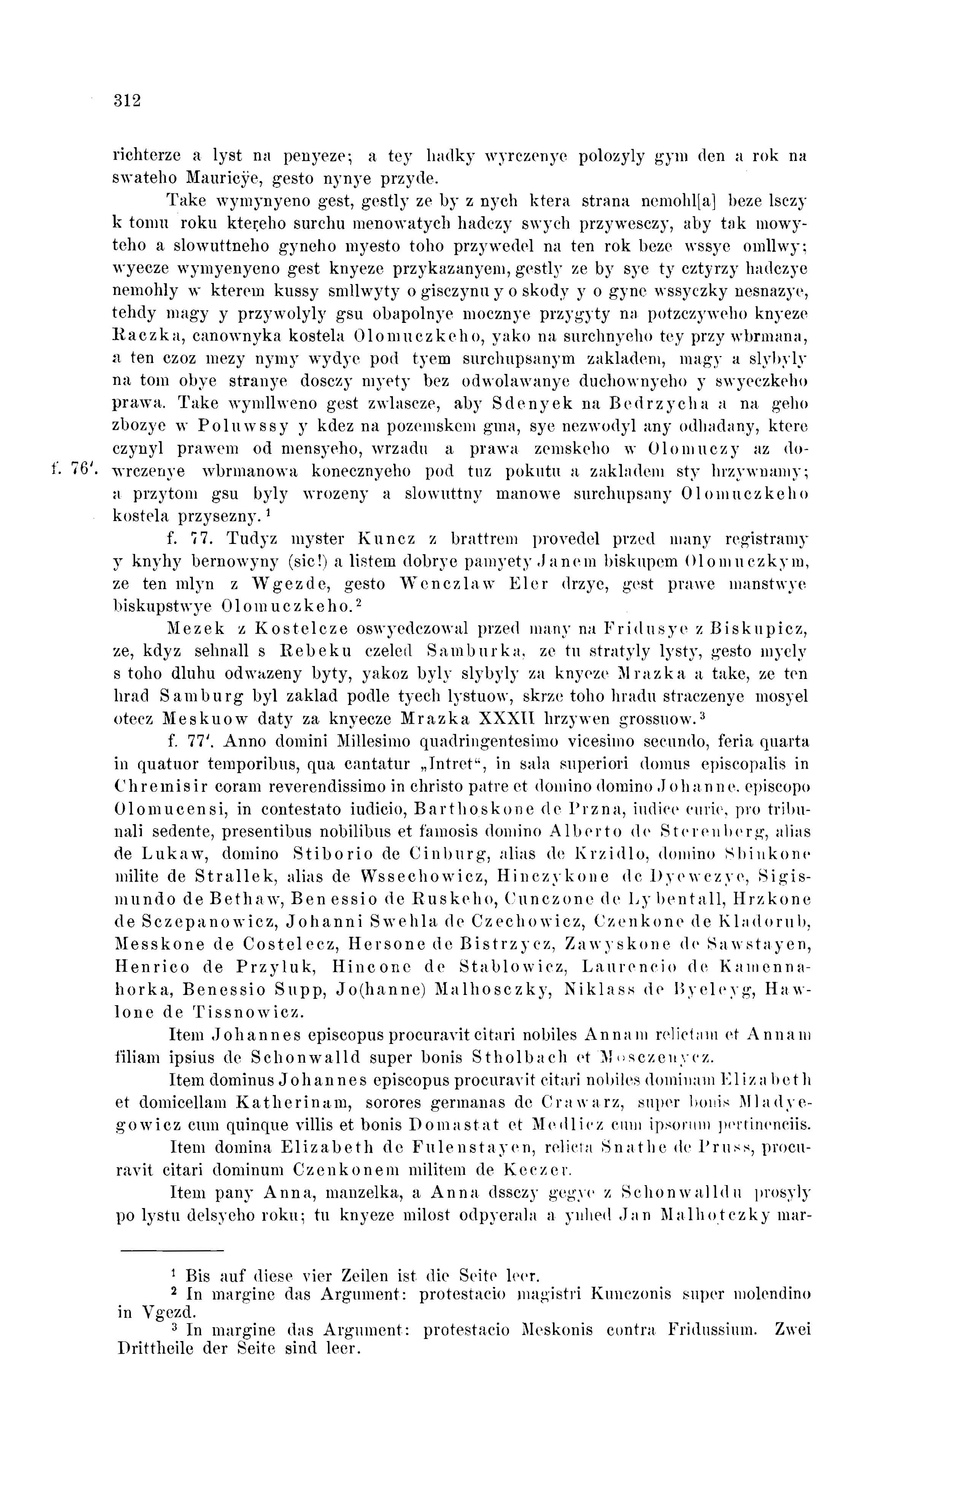 312
richterze a lyst na penyeze; a tey hadky wyrczenye polozyly gym den a rok na
swateho Mauricÿe, gesto nynye przyde.
Take wymynyeno gest, gestly ze by z nych ktera strana nemohl[a] beze lsczy
k tomu roku ktereho surchu menowatych hadczy swych przywesczy, aby tak mowy-
teho a slowuttneho gyneho myesto toho przywedel na ten rok beze wssye omllwy;
wyecze wymyenyeno gest knyeze przykazanyem, gestly ze by sye ty cztyrzy hadczye
nemohly w kterem kussy smllwyty o gisczynu y o skody y o gyne wssyczky nesnazye,
tehdy magy y przywolyly gsu obapolnye mocznye przygyty na potzczyweho knyeze
Raczka, canownyka kostela Olomuczkeho, yako na surchnyeho tey przy wbrmana,
a ten czoz mezy nymy wydye pod tyem surchupsanym zakladem, magy a slybyly
na tom obye stranye dosczy myety bez odwolawanye duchownyeho y swyeczkeho
prawa. Take wymllweno gest zwlascze, aby Sdenyek na Bedrzycha a na geho
zbozye w Poluwssy y kdez na pozemskem gma, sye nezwodyl any odhadany, ktere
czynyl prawem od mensyeho, wrzadu a prawa zemskeho w Olomuczy az do-
f. 76'. wrczenye wbrmanowa konecznyeho pod tuz pokutu a zakladem sty hrzywnamy;
a przytom gsu byly wrozeny a slowuttny manowe surchupsany Olomuczkeho
kostela przysezny.¹
f. 77. Tudyz myster Kuncz z brattrem provedel przed many registramy
y knyhy bernowyny (sic!) a listem dobrye pamyety Janem biskupem Olomuczkym,
ze ten mlyn z Wgezde, gesto Wenczlaw Eler drzye, gest prawe manstwye
biskupstwye Olomuczkeho.²
Mezek z Kostelcze oswyedczowal przed many na Fridusye z Biskupicz,
ze, kdyz sehnall s Rebeku czeled Samburka, ze tu stratyly lysty, gesto myely
s toho dluhu odwazeny byty, yakoz byly slybyly za knyeze Mrazka a take, ze ten
hrad Samburg byl zaklad podle tyech lystuow, skrze toho hradu straczenye mosyel
otecz Meskuow daty za knyecze Mrazka XXXII hrzywen grossuow.³
f. 77'. Anno domini Millesimo quadringentesimo vicesimo secundo, feria quarta
in quatuor temporibus, qua cantatur „Intret“, in sala superiori domus episcopalis in
Chremisir coram reverendissimo in christo patre et domino domino Johanne, episcopo
Olomucensi, in contestato iudicio, Barthoskone de Przna, iudice curie, pro tribu-
nali sedente, presentibus nobilibus et famosis domino Alberto de Sterenberg, alias
de Lukaw, domino Stiborio de Cinburg, alias de Krzidlo, domino Sbinkone
milite de Strallek, alias de Wssechowicz, Hinczykone de Dyewczye, Sigis-
mundo de Bethaw, Benessio de Ruskeho, Cunczone de Lybentall, Hrzkone
de Sczepanowicz, Johanni Swehla de Czechowicz, Czenkone de Kladorub,
Messkone de Costelecz, Hersone de Bistrzycz, Zawyskone de Sawstayen,
Henrico de Przyluk, Hincone de Stablowicz, Laurencio de Kamenna-
horka, Benessio Supp, Jo(hanne) Malhosczky, Niklass de Byeleyg, Haw-
lone de Tissnowicz.
Item Johannes episcopus procuravit citari nobiles Annam relictam et Annam
filiam ipsius de Schonwalld super bonis Stholbach et Mosczenycz.
Item dominus Johannes episcopus procuravit citari nobiles dominam Elizabeth
et domicellam Katherinam, sorores germanas de Crawarz, super bonis Mladye-
gowicz cum quinque villis et bonis Domastat et Medlicz cum ipsorum pertinenciis.
Item domina Elizabeth de Fulenstayen, relicta Snathe de Pruss, procu-
ravit citari dominum Czenkonem militem de Keczer.
Item pany Anna, manzelka, a Anna dssczy gegye z Schonwalldu prosyly
po lystu delsyeho roku; tu knyeze milost odpyerala a ynhed Jan Malhotczky mar-
¹ Bis auf diese vier Zeilen ist die Seite leer.
² In margine das Argument: protestacio magistri Kunczonis super molendino
in Vgezd.
³ In margine das Argument: protestacio Meskonis contra Fridussium. Zwei
Drittheile der Seite sind leer.